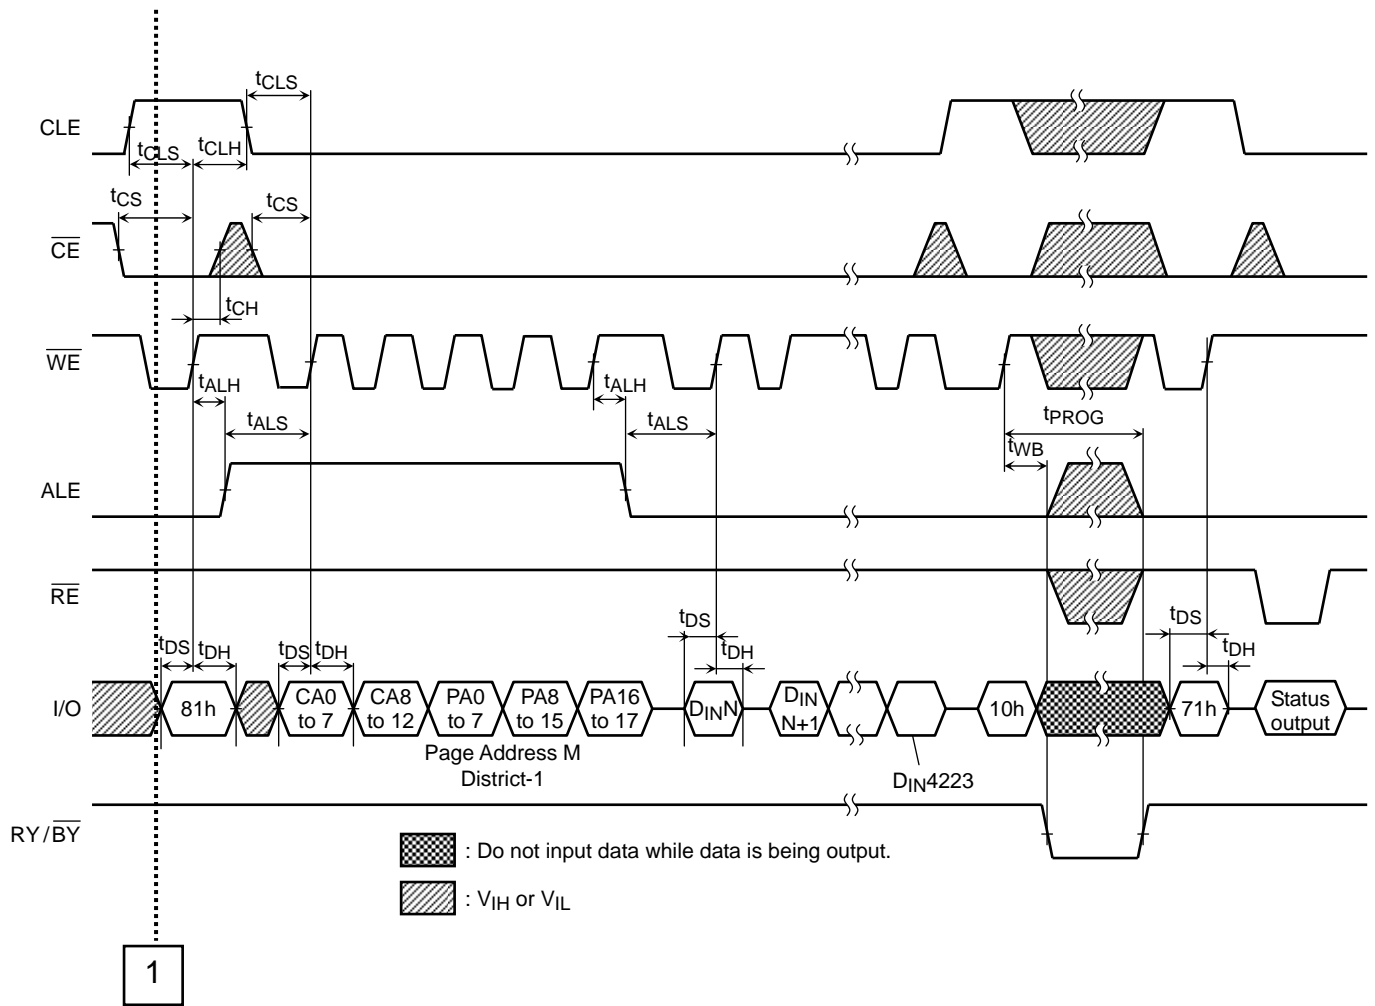 tCLS
CLE
tCLS
tCLH
tCS
tCS
CE
tCH
WE
tALH
tALH
tALS
tALS
tPROG
tWB
ALE
RE
tDS
tDH
tDS
tDH
tDS
tDH
tDS
tDH
I/O
81h
CA0
to 7
CA8
to 12
PA0
to 7
PA8
to 15
PA16
to 17
DINN
DIN
N+1
10h
71h
Status
output
Page Address M
District-1
DIN4223
RY/BY
: Do not input data while data is being output.
: VIH or VIL
1